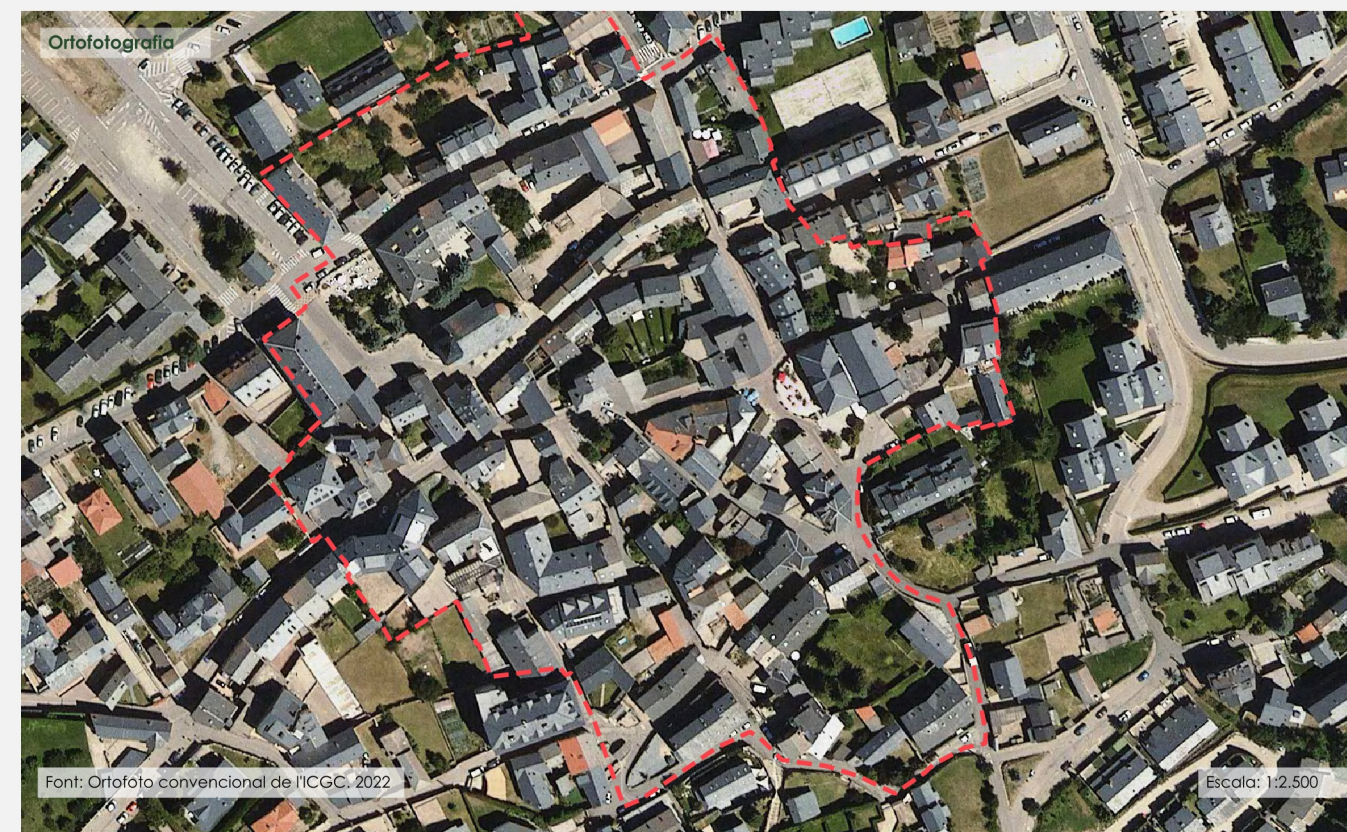 Ortofotografia
Font: Ortofoto convencional de l'ICGC, 2022
Escala: 1:2.500